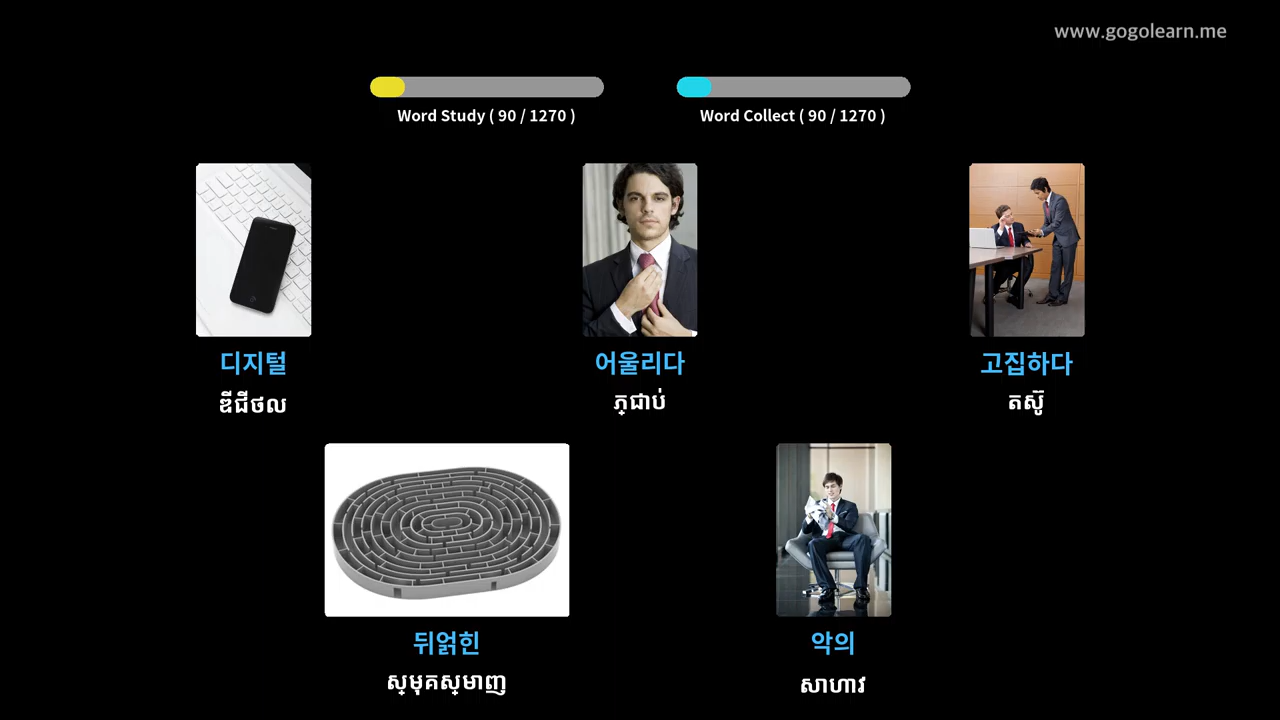 www.gogolearn.me
Word Study ( 90 / 1270 )
Word Collect ( 90 / 1270 )
디지털
어울리다
고집하다
ឌីជីថល
ភ្ជាប់
តស៊ូ
뒤얽힌
악의
ស្មុគស្មាញ
សាហាវ